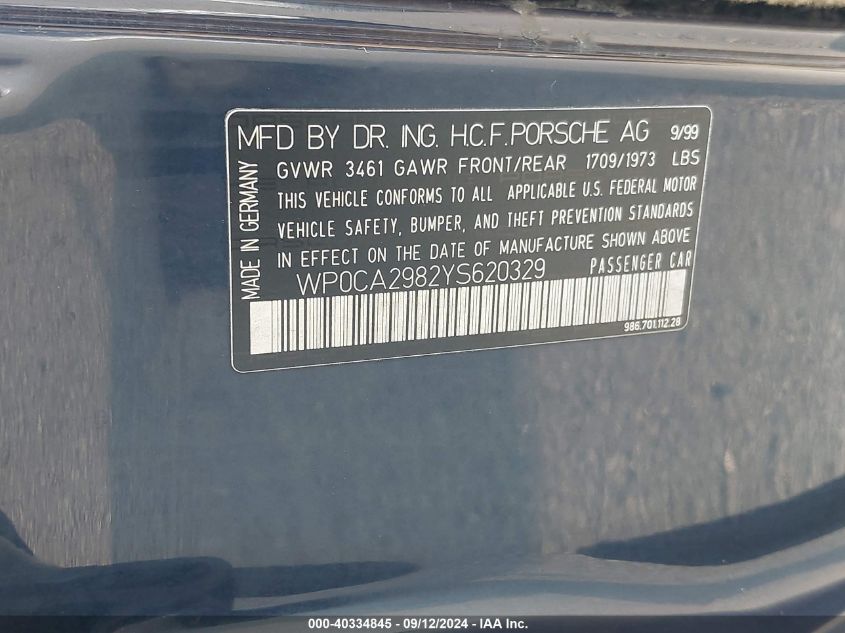 MFD BY DR. ING. H.C.F.PORSCHE AG 9/99
GVWR 3461 GAWR FRONT/REAR 1709/1973 LBS
THIS VEHICLE CONFORMS TO ALL APPLICABLE U.S. FEDERAL MOTOR
VEHICLE SAFETY, BUMPER, AND THEFT PREVENTION STANDARDS
IN EFFECT ON THE DATE OF MANUFACTURE SHOWN ABOVE
WP0CA2982YS620329 PASSENGER CAR
986.701.112.28
MADE IN GERMANY
000-40334845 - 09/12/2024 - IAA Inc.